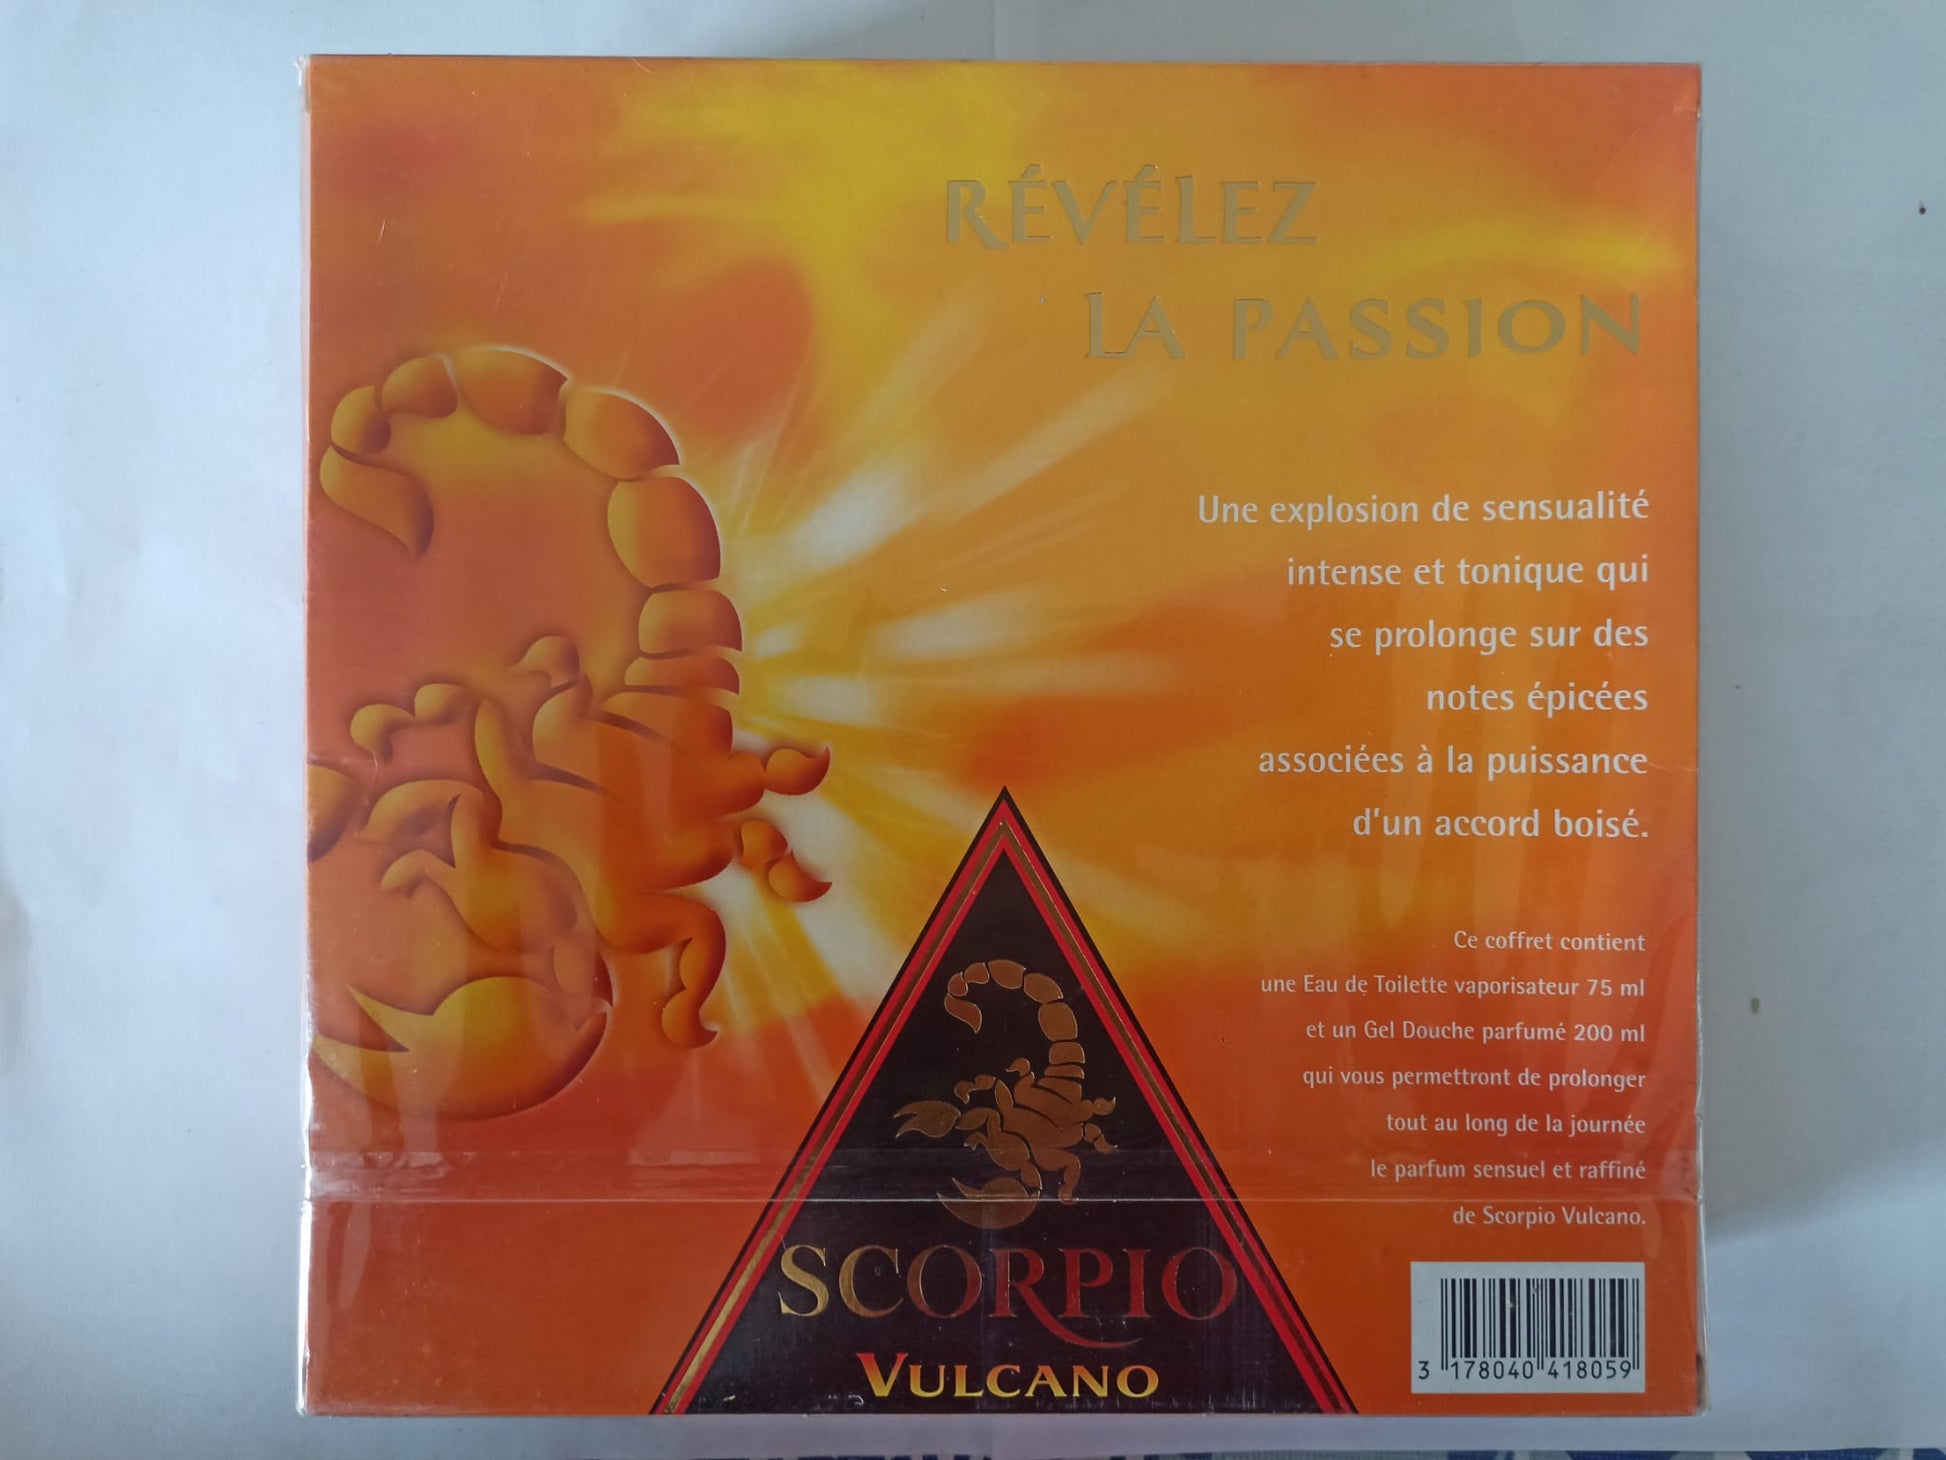 RÉVÉLEZ
LA PASSION
Une explosion de sensualité
intense et tonique qui
se prolonge sur des
notes épicées
associées à la puissance
d'un accord boisé.
Ce coffret contient
une Eau de Toilette vaporisateur 75 ml
et un Gel Douche parfumé 200 ml
qui vous permettront de prolonger
tout au long de la journée
le parfum sensuel et raffiné
de Scorpio Vulcano.
SCORPIO
VULCANO
3 178040 418059